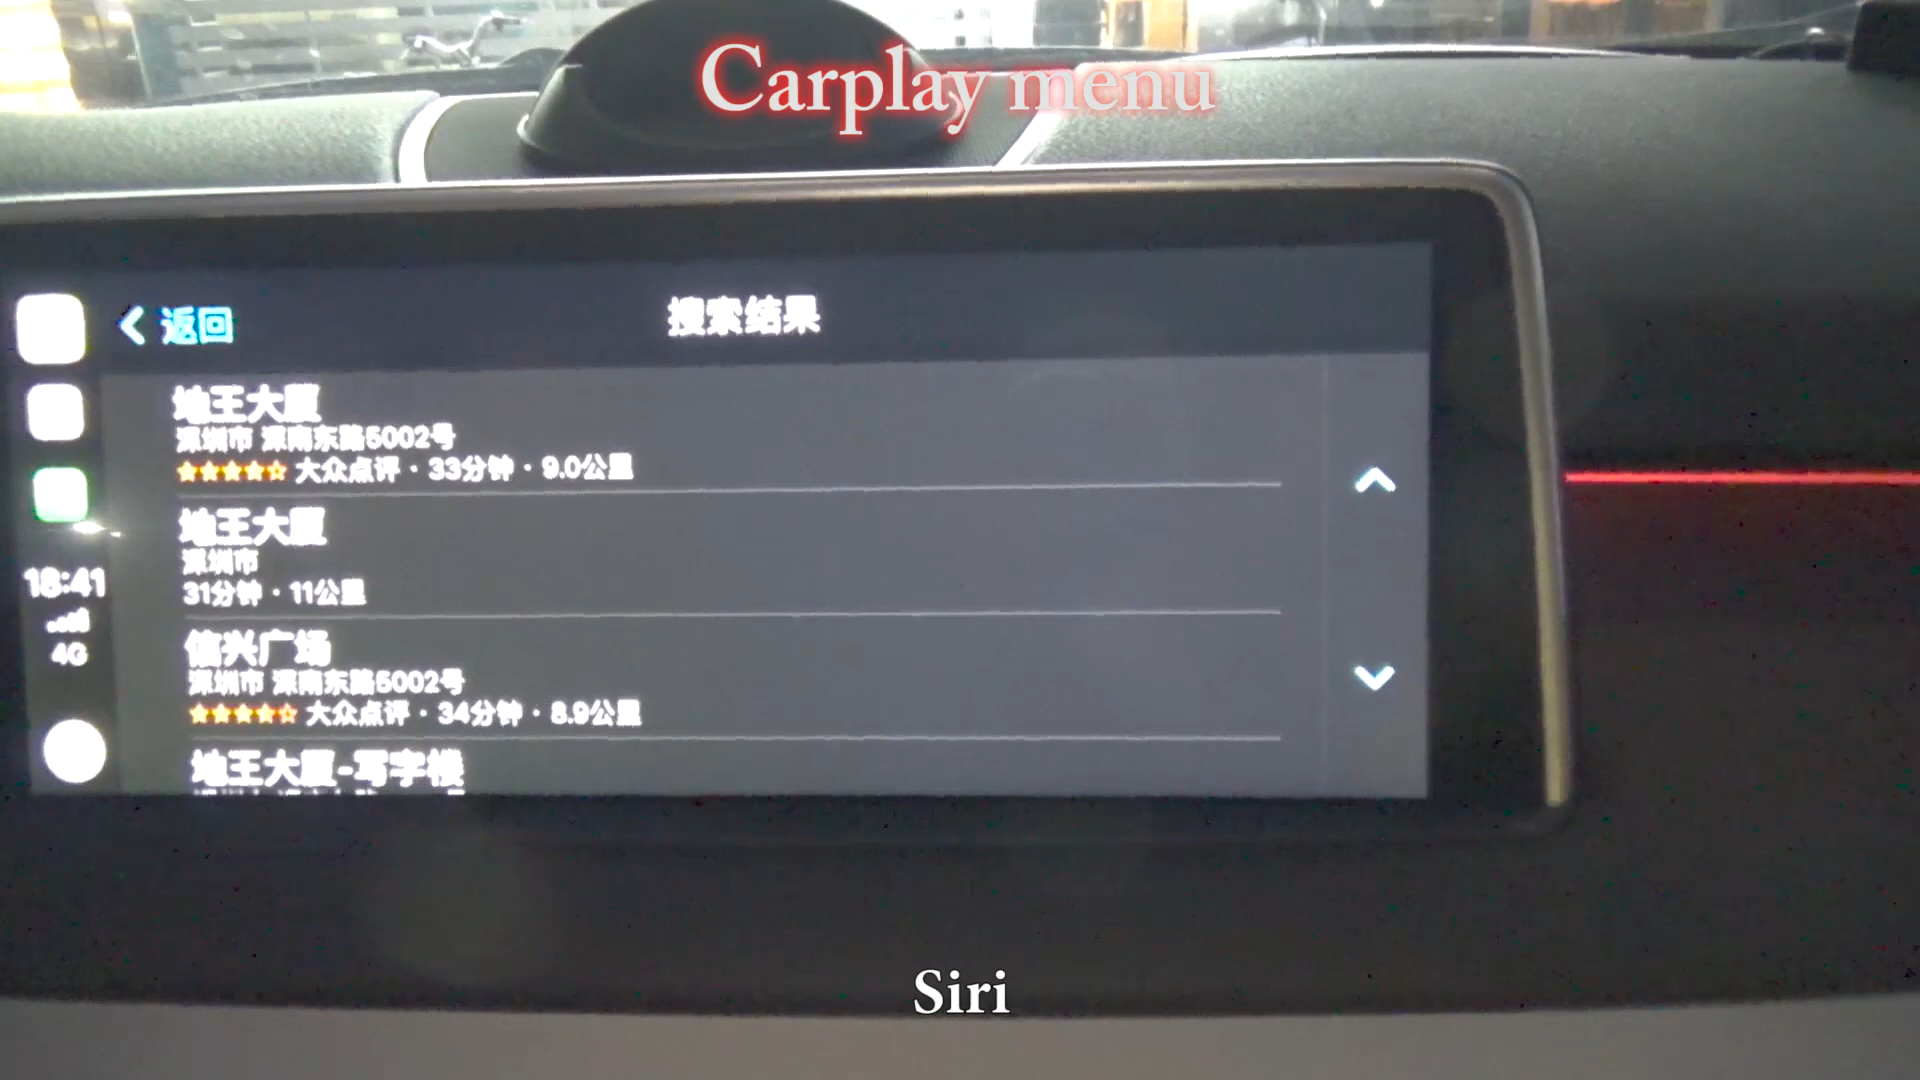 Carplay menu
返回
搜索结果
地王大厦
深圳市 深南东路5002号
★★★★☆ 大众点评 · 33分钟 · 9.0公里
地王大厦
深圳市
31分钟 · 11公里
信兴广场
深圳市 深南东路5002号
★★★★☆ 大众点评 · 34分钟 · 8.9公里
地王大厦-写字楼
18:41
4G
Siri